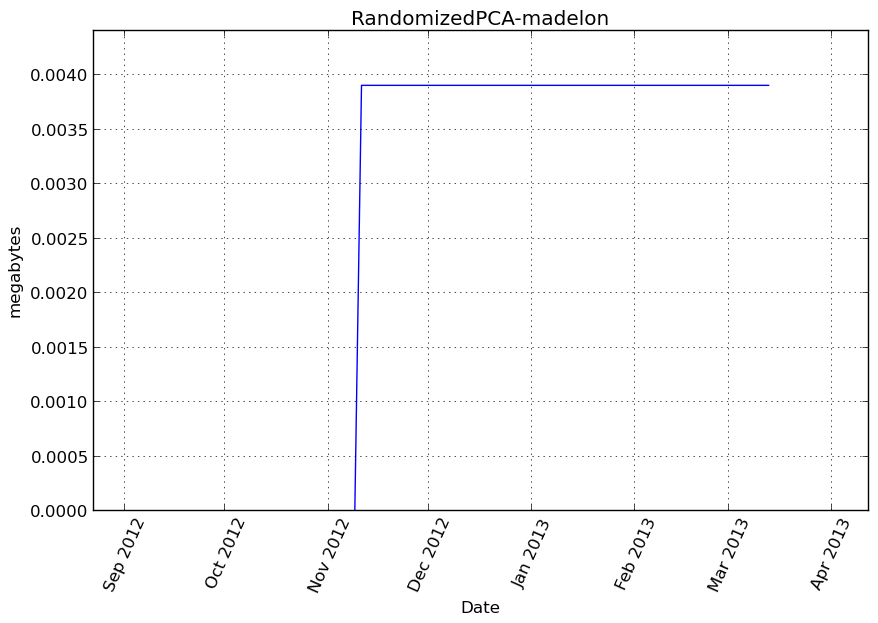 RandomizedPCA-madelon
0.0040
0.0035
0.0030
0.0025
0.0020
0.0015
0.0010
0.0005
0.0000
megabytes
Sep 2012
Oct 2012
Nov 2012
Dec 2012
Jan 2013
Feb 2013
Mar 2013
Apr 2013
Date